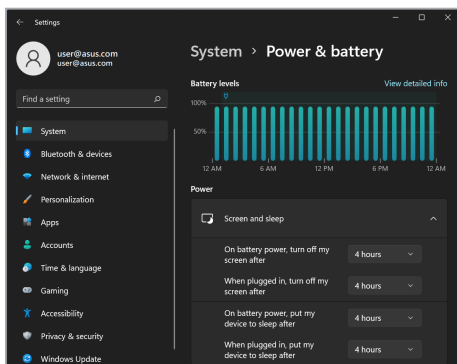 Settings
user@asus.com
user@asus.com
Find a setting
System
Bluetooth & devices
Network & internet
Personalization
Apps
Accounts
Time & language
Gaming
Accessibility
Privacy & security
Windows Update
System > Power & battery
Battery levels
View detailed info
100%
50%
12 AM 6 AM 12 PM 6 PM 12 AM
Power
Screen and sleep
On battery power, turn off my
screen after
4 hours
When plugged in, turn off my
screen after
4 hours
On battery power, put my
device to sleep after
4 hours
When plugged in, put my
device to sleep after
4 hours